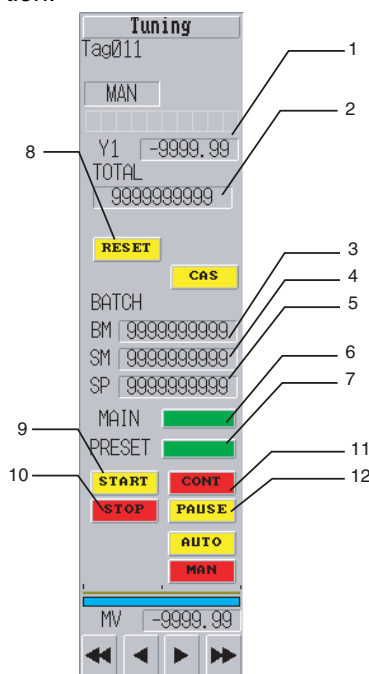 tion.
Tuning
Tag011
MAN
1
Y1 -9999.99
2
8
TOTAL
9999999999
RESET
CAS
3
BATCH
4
BM 9999999999
5
SM 9999999999
SP 9999999999
6
MAIN
7
9
PRESET
10
START CONT
11
STOP PAUSE
12
AUTO
MAN
MV -9999.99